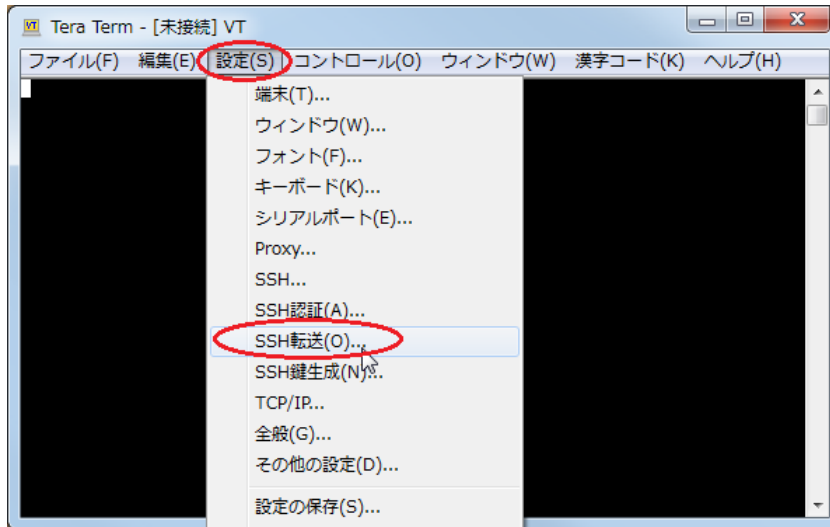 Tera Term - [未接続] VT
ファイル(F) 編集(E) 設定(S) コントロール(O) ウィンドウ(W) 漢字コード(K) ヘルプ(H)
端末(T)...
ウィンドウ(W)...
フォント(F)...
キーボード(K)...
シリアルポート(E)...
Proxy...
SSH...
SSH認証(A)...
SSH転送(O)...
SSH鍵生成(N)...
TCP/IP...
全般(G)...
その他の設定(D)...
設定の保存(S)...